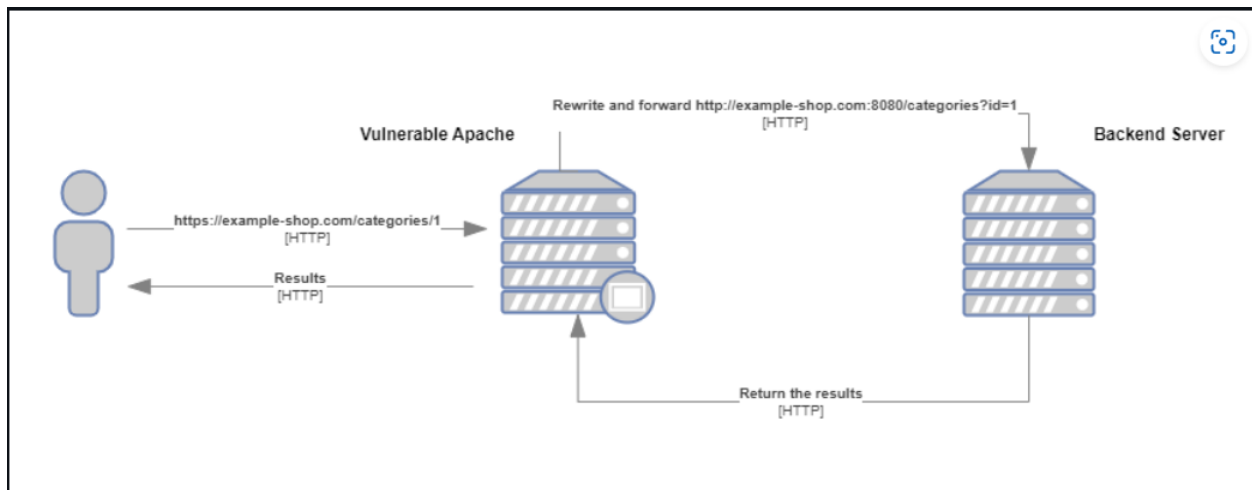 Rewrite and forward http://example-shop.com:8080/categories?id=1
[HTTP]
Vulnerable Apache
Backend Server
https://example-shop.com/categories/1
[HTTP]
Results
[HTTP]
Return the results
[HTTP]